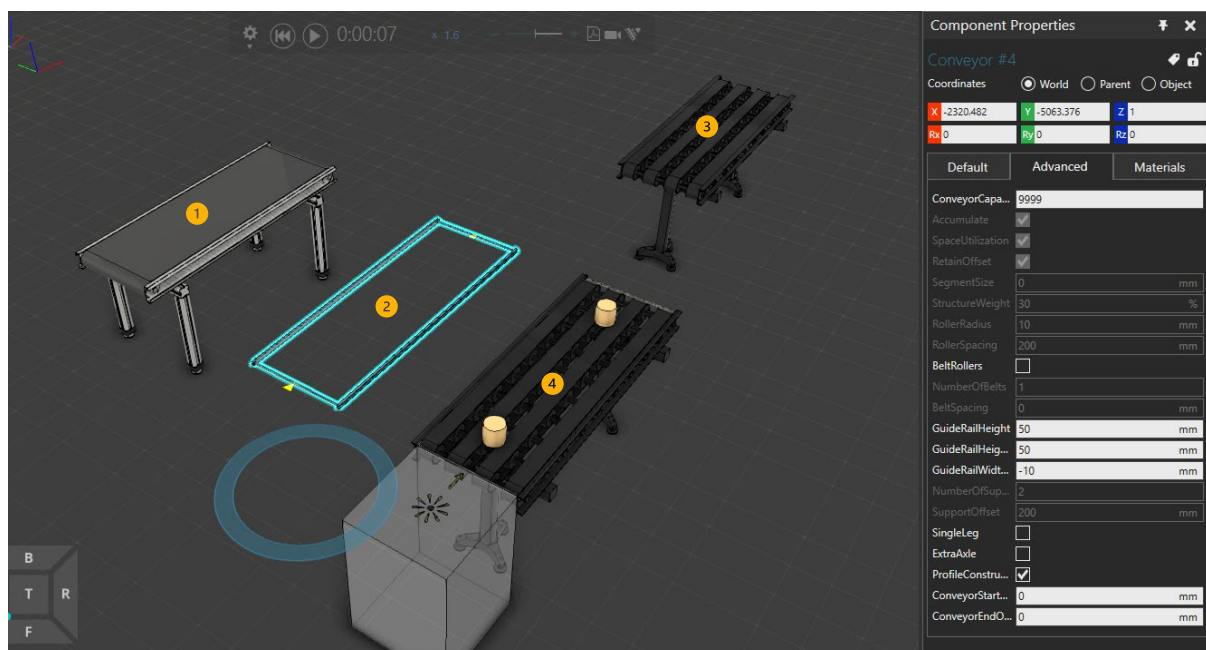 0:00:07 x 1.6
1
2
3
4
B
T R
F
Component Properties
Conveyor #4
Coordinates World Parent Object
X -2320.482 Y -5063.376 Z 1
Rx 0 Ry 0 Rz 0
Default Advanced Materials
ConveyorCapa... 9999
Accumulate
SpaceUtilization
RetainOffset
SegmentSize 0 mm
StructureWeight 30 %
RollerRadius 10 mm
RollerSpacing 200 mm
BeltRollers
NumberOfBelts 1
BeltSpacing 0 mm
GuideRailHeight 50 mm
GuideRailHeig... 50 mm
GuideRailWidt... -10 mm
NumberOfSup... 2
SupportOffset 200 mm
SingleLeg
ExtraAxle
ProfileConstru...
ConveyorStart... 0 mm
ConveyorEndO... 0 mm